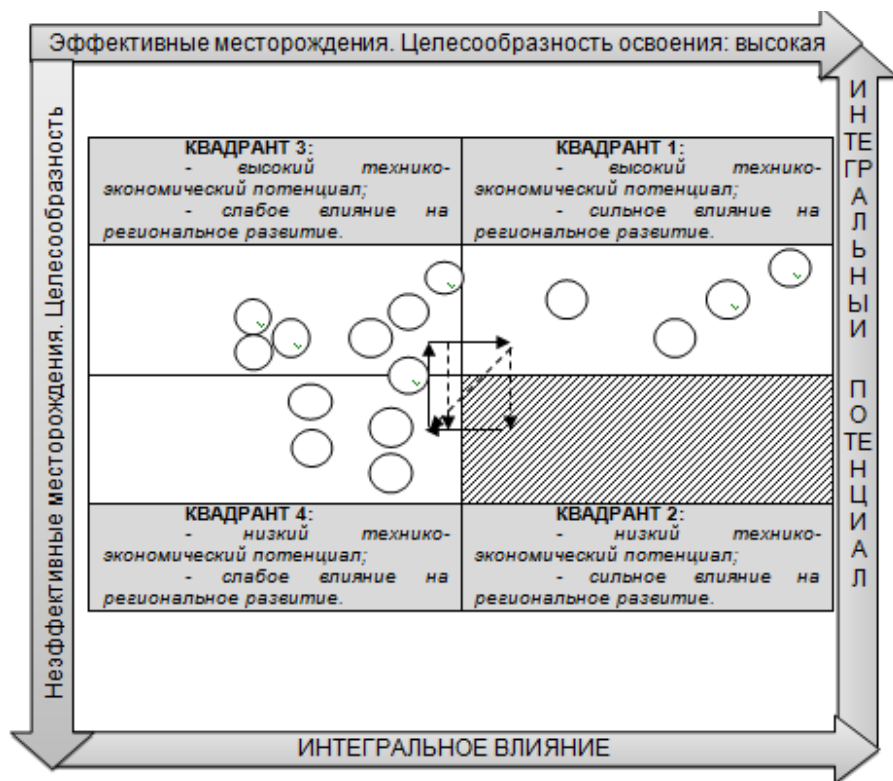 Эффективные месторождения. Целесообразность освоения: высокая
Неэффективные месторождения. Целесообразность
КВАДРАНТ 3:
- высокий технико-
экономический потенциал;
- слабое влияние на
региональное развитие.
КВАДРАНТ 1:
- высокий технико-
экономический потенциал;
- сильное влияние на
региональное развитие.
ИНТЕГРАЛЬНЫЙ ПОТЕНЦИАЛ
КВАДРАНТ 4:
- низкий технико-
экономический потенциал;
- слабое влияние на
региональное развитие.
КВАДРАНТ 2:
- низкий технико-
экономический потенциал;
- сильное влияние на
региональное развитие.
ИНТЕГРАЛЬНОЕ ВЛИЯНИЕ